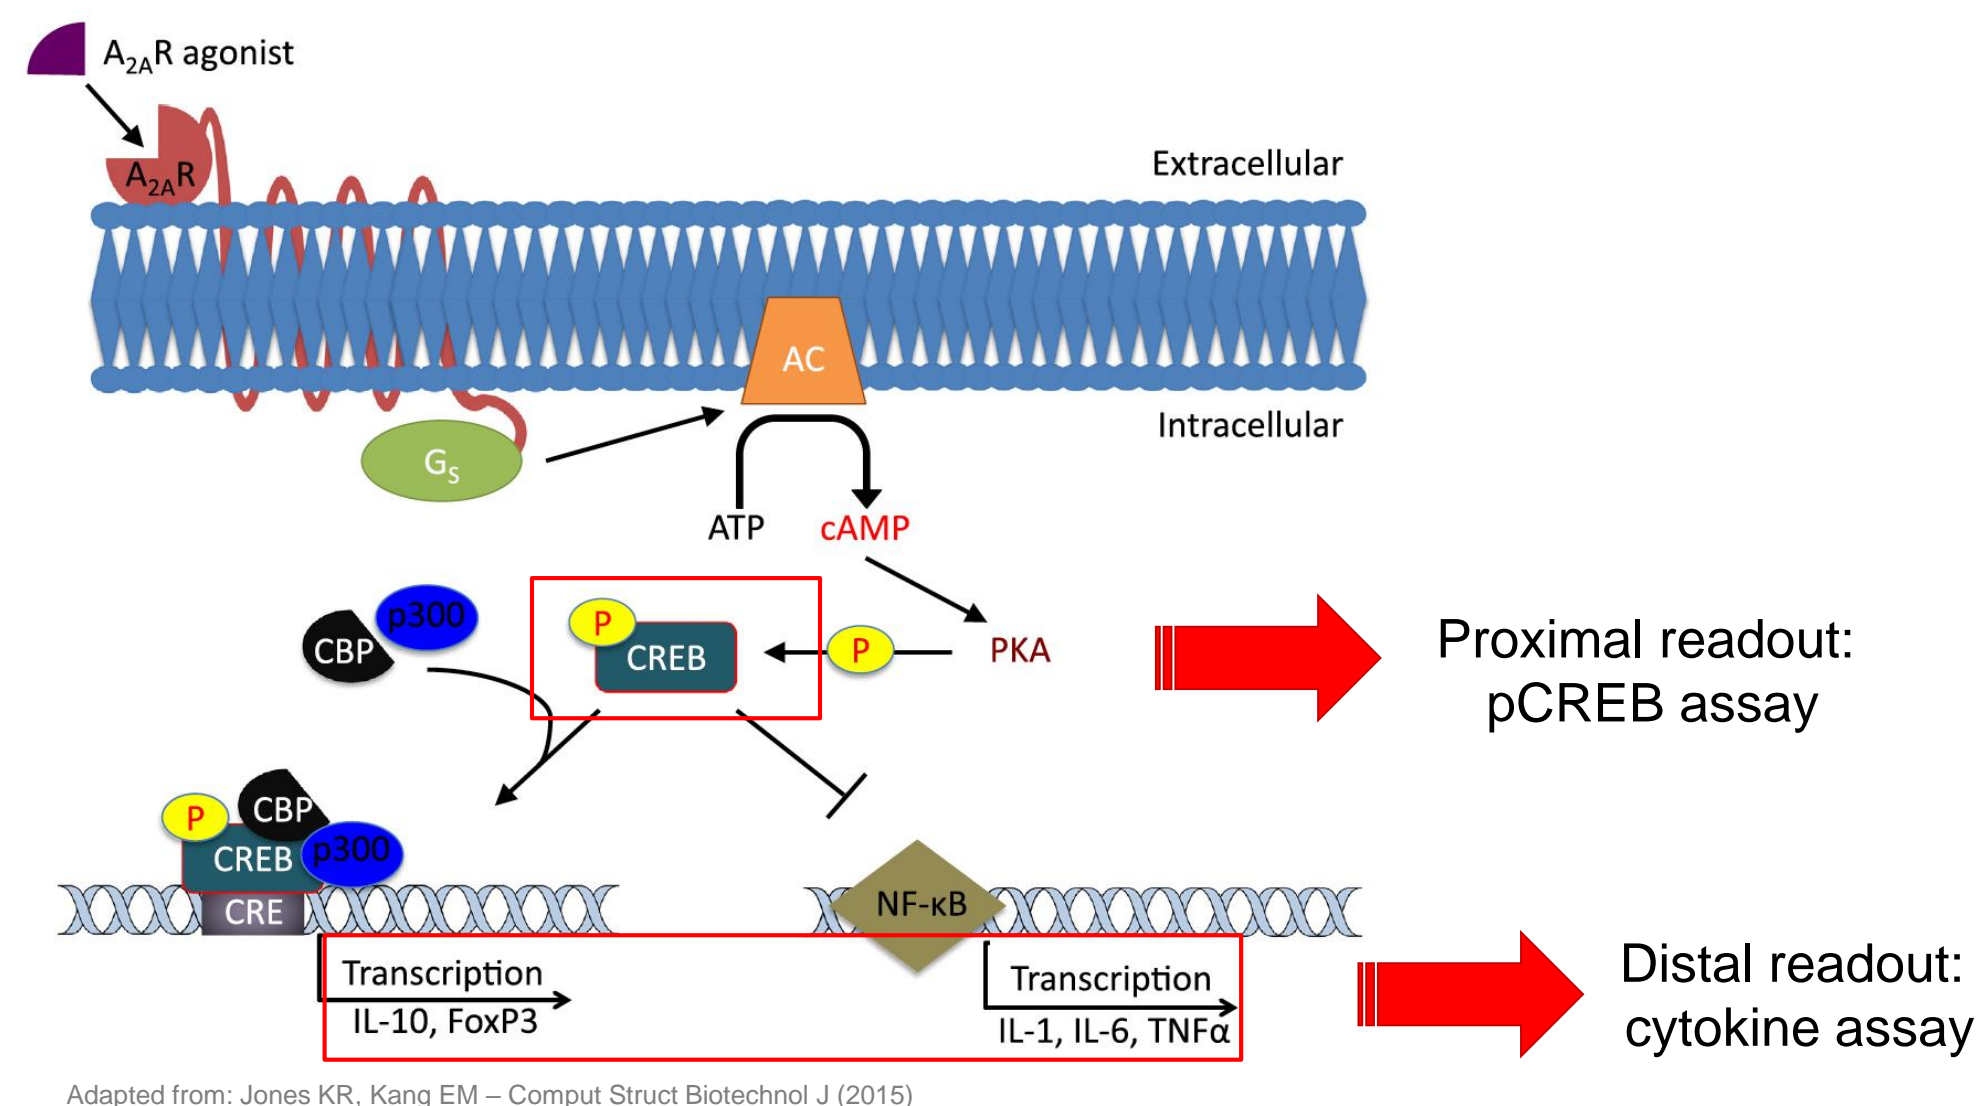 A₂ₐR agonist
A₂ₐR
Extracellular
AC
Intracellular
Gₛ
ATP
cAMP
p300
CBP
P
CREB
P
PKA
Proximal readout:
pCREB assay
P
CBP
CREB
p300
CRE
NF-κB
Transcription
IL-10, FoxP3
Transcription
IL-1, IL-6, TNFα
Distal readout:
cytokine assay
Adapted from: Jones KR, Kang EM – Comput Struct Biotechnol J (2015)